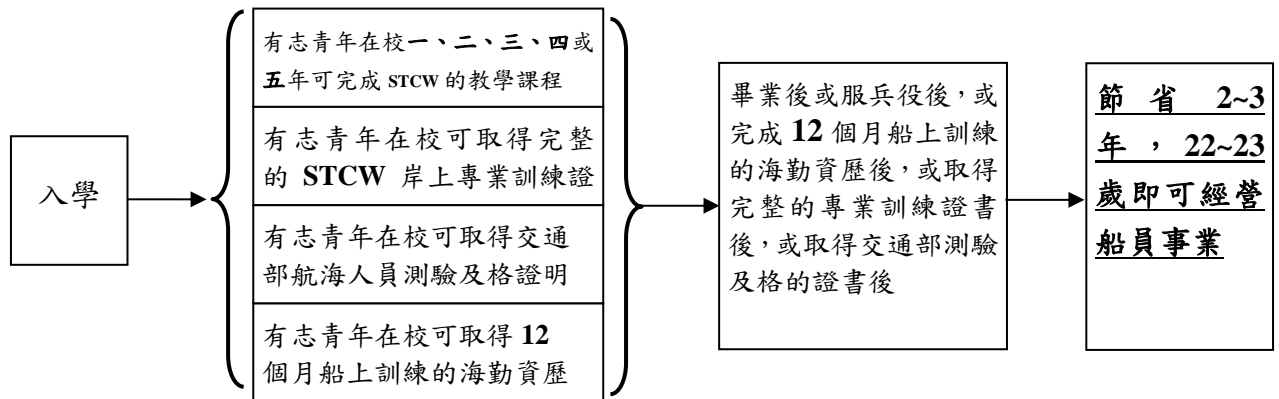 入學
有志青年在校一、二、三、四或
五年可完成 STCW 的教學課程
有志青年在校可取得完整
的 STCW 岸上專業訓練證
有志青年在校可取得交通
部航海人員測驗及格證明
有志青年在校可取得 12
個月船上訓練的海勤資歷
畢業後或服兵役後，或
完成 12 個月船上訓練
的海勤資歷後，或取得
完整的專業訓練證書
後，或取得交通部測驗
及格的證書後
節省 2~3
年，22~23
歲即可經營
船員事業